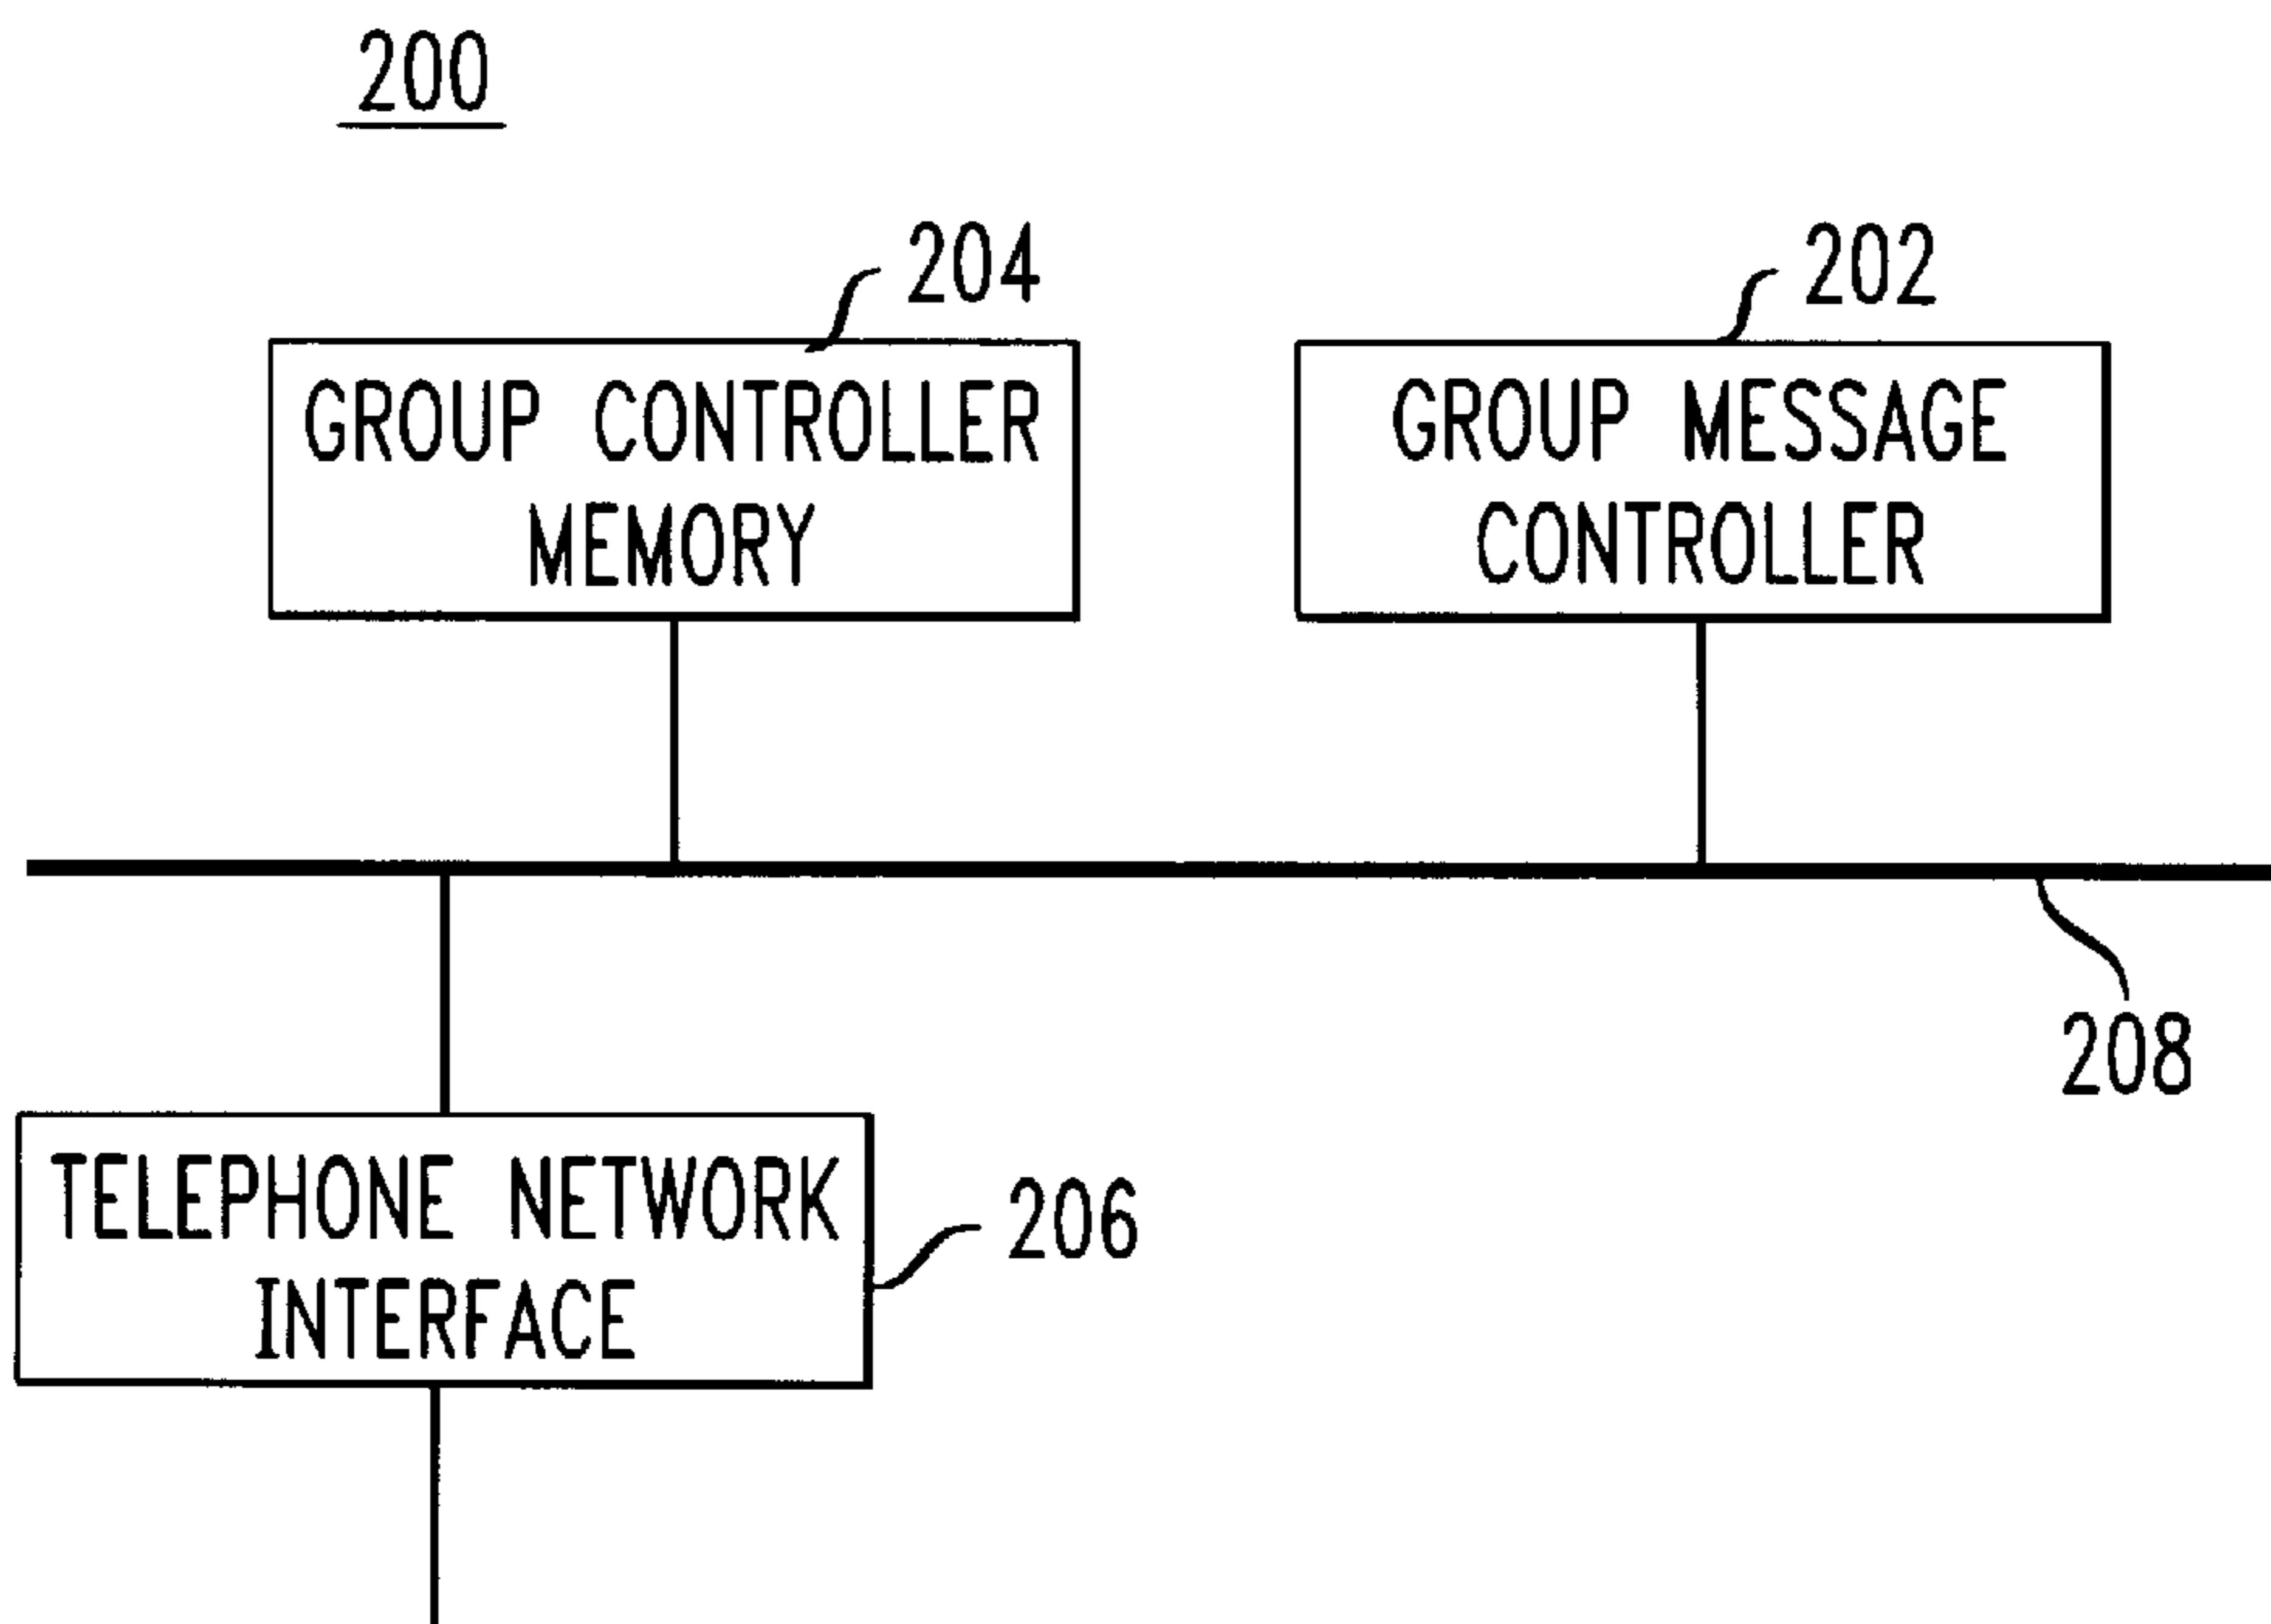 200
204
202
GROUP CONTROLLER
MEMORY
GROUP MESSAGE
CONTROLLER
208
TELEPHONE NETWORK
INTERFACE
206